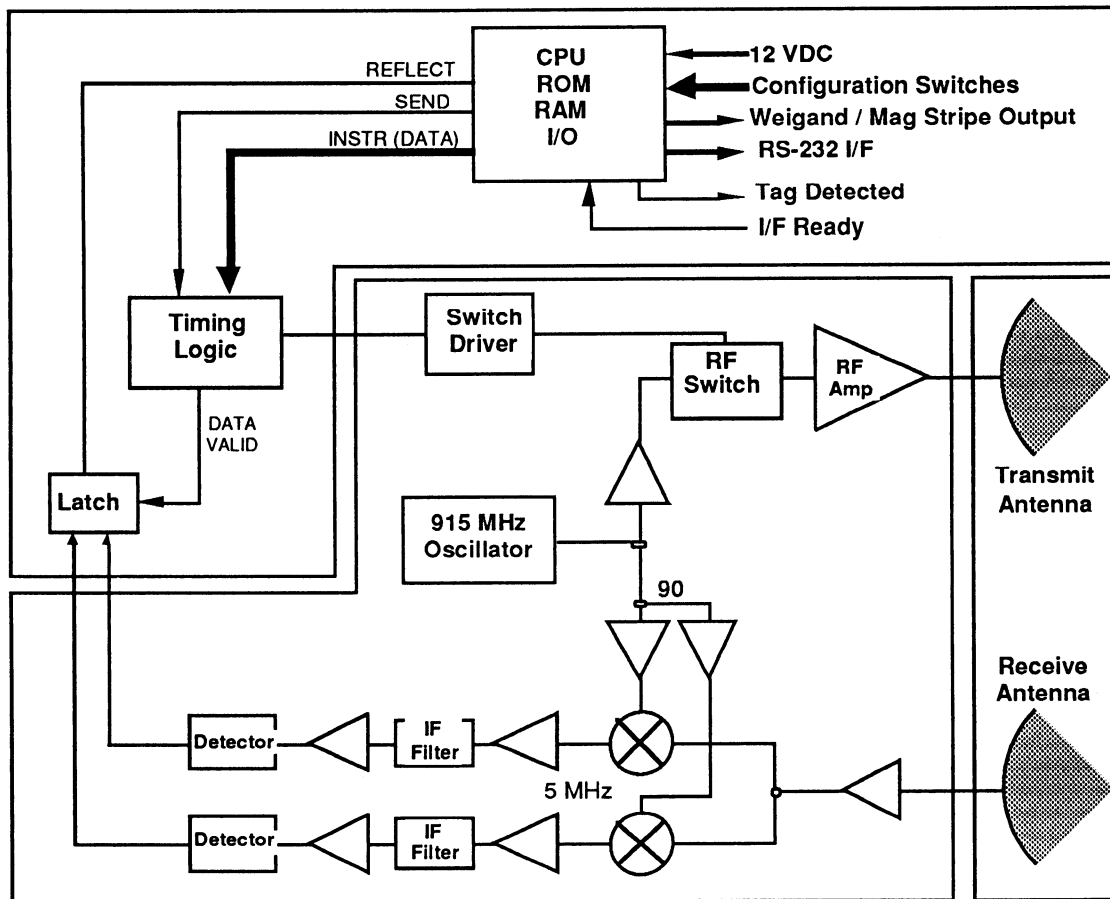 REFLECT
SEND
INSTR (DATA)
CPU
ROM
RAM
I/O
12 VDC
Configuration Switches
Weigand / Mag Stripe Output
RS-232 I/F
Tag Detected
I/F Ready
Timing
Logic
Switch
Driver
RF
Switch
RF
Amp
DATA
VALID
Latch
915 MHz
Oscillator
Transmit
Antenna
90
Receive
Antenna
Detector
IF
Filter
5 MHz
Detector
IF
Filter